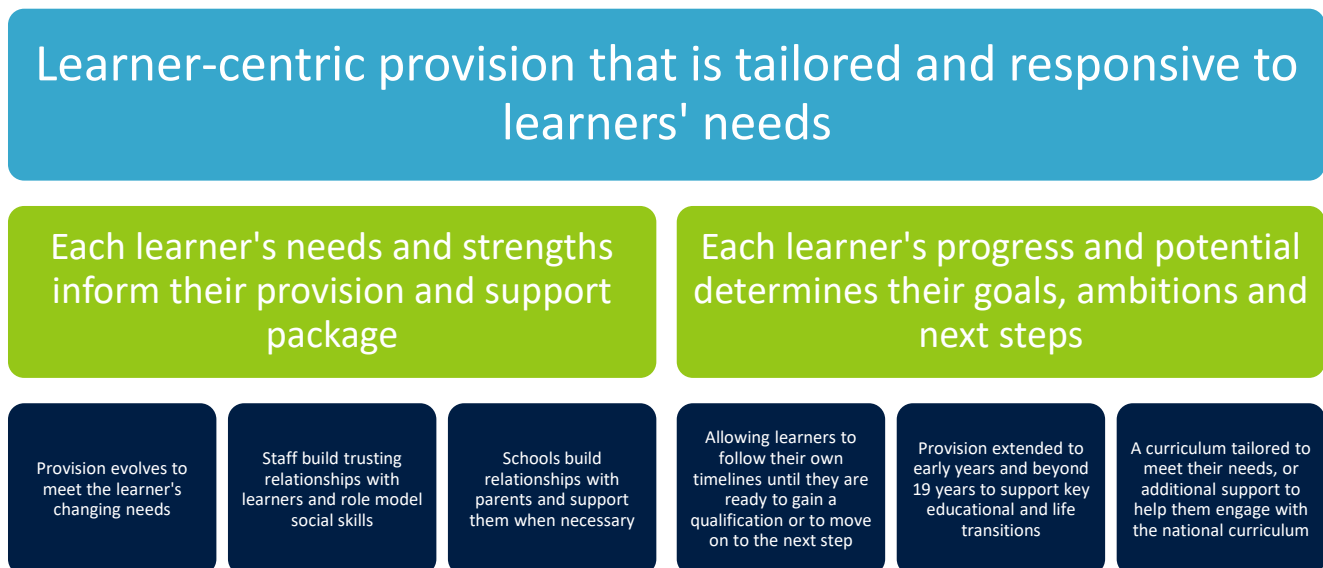 Learner-centric provision that is tailored and responsive to
learners' needs
Each learner's needs and strengths
inform their provision and support
package
Each learner's progress and potential
determines their goals, ambitions and
next steps
Provision evolves to
meet the learner's
changing needs
Staff build trusting
relationships with
learners and role model
social skills
Schools build
relationships with
parents and support
them when necessary
Allowing learners to
follow their own
timelines until they are
ready to gain a
qualification or to move
on to the next step
Provision extended to
early years and beyond
19 years to support key
educational and life
transitions
A curriculum tailored to
meet their needs, or
additional support to
help them engage with
the national curriculum